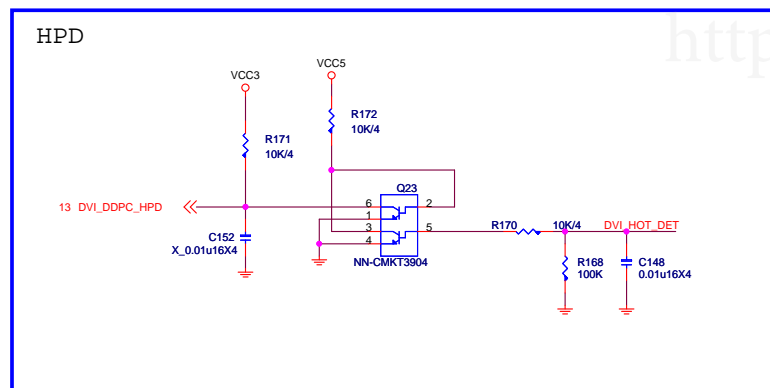 HPD
http
VCC3
VCC5
R171
10K/4
R172
10K/4
Q23
13 DVI_DDPC_HPD
6
2
1
3
5
4
R170
10K/4
DVI_HOT_DET
C152
X_0.01u16X4
NN-CMKT3904
R168
100K
C148
0.01u16X4